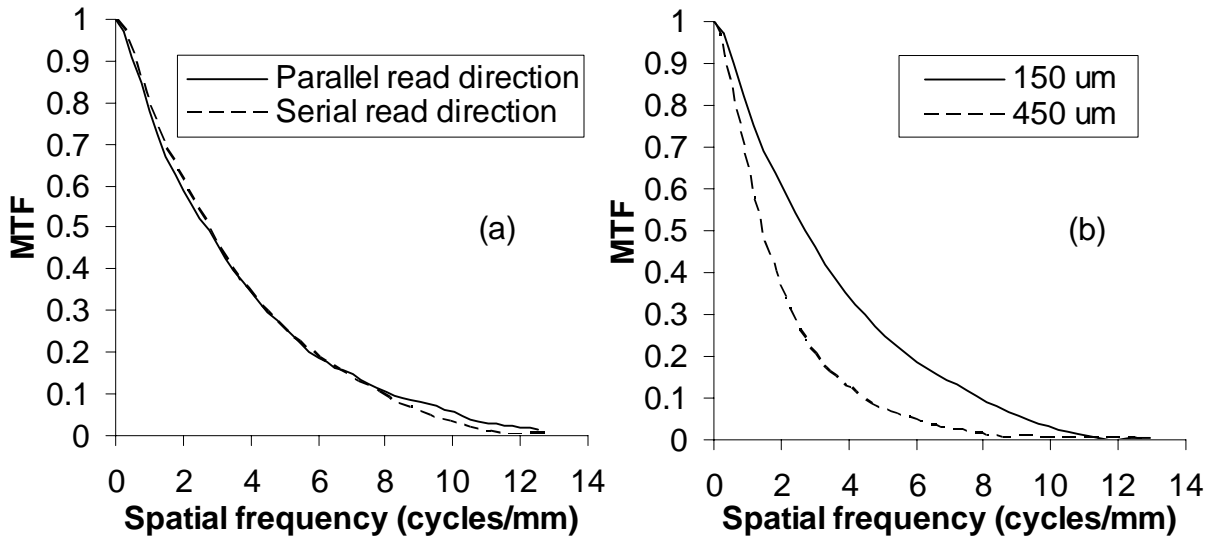 1
0.9
0.8
0.7
0.6
0.5
0.4
0.3
0.2
0.1
0
MTF
Parallel read direction
Serial read direction
(a)
0 2 4 6 8 10 12 14
Spatial frequency (cycles/mm)
1
0.9
0.8
0.7
0.6
0.5
0.4
0.3
0.2
0.1
0
MTF
150 um
450 um
(b)
0 2 4 6 8 10 12 14
Spatial frequency (cycles/mm)